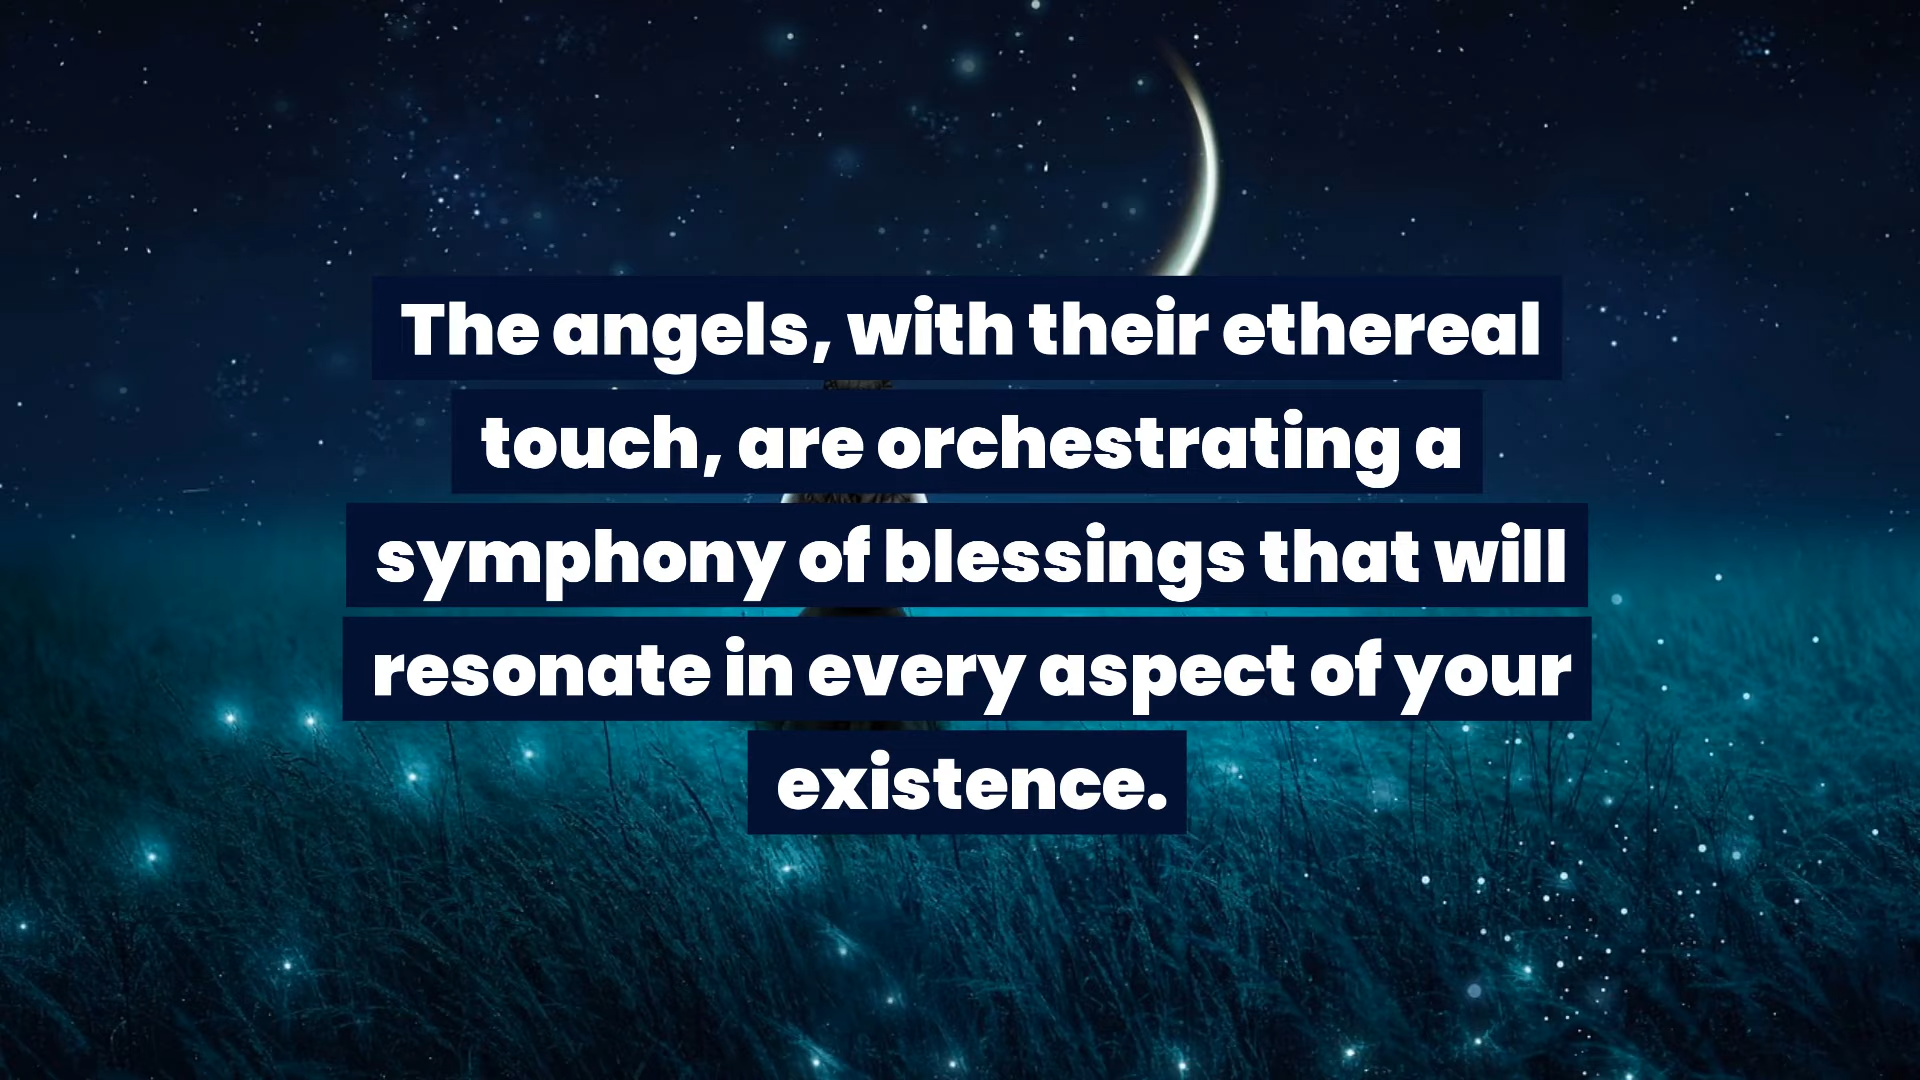 The angels, with their ethereal
touch, are orchestrating a
symphony of blessings that will
resonate in every aspect of your
existence.